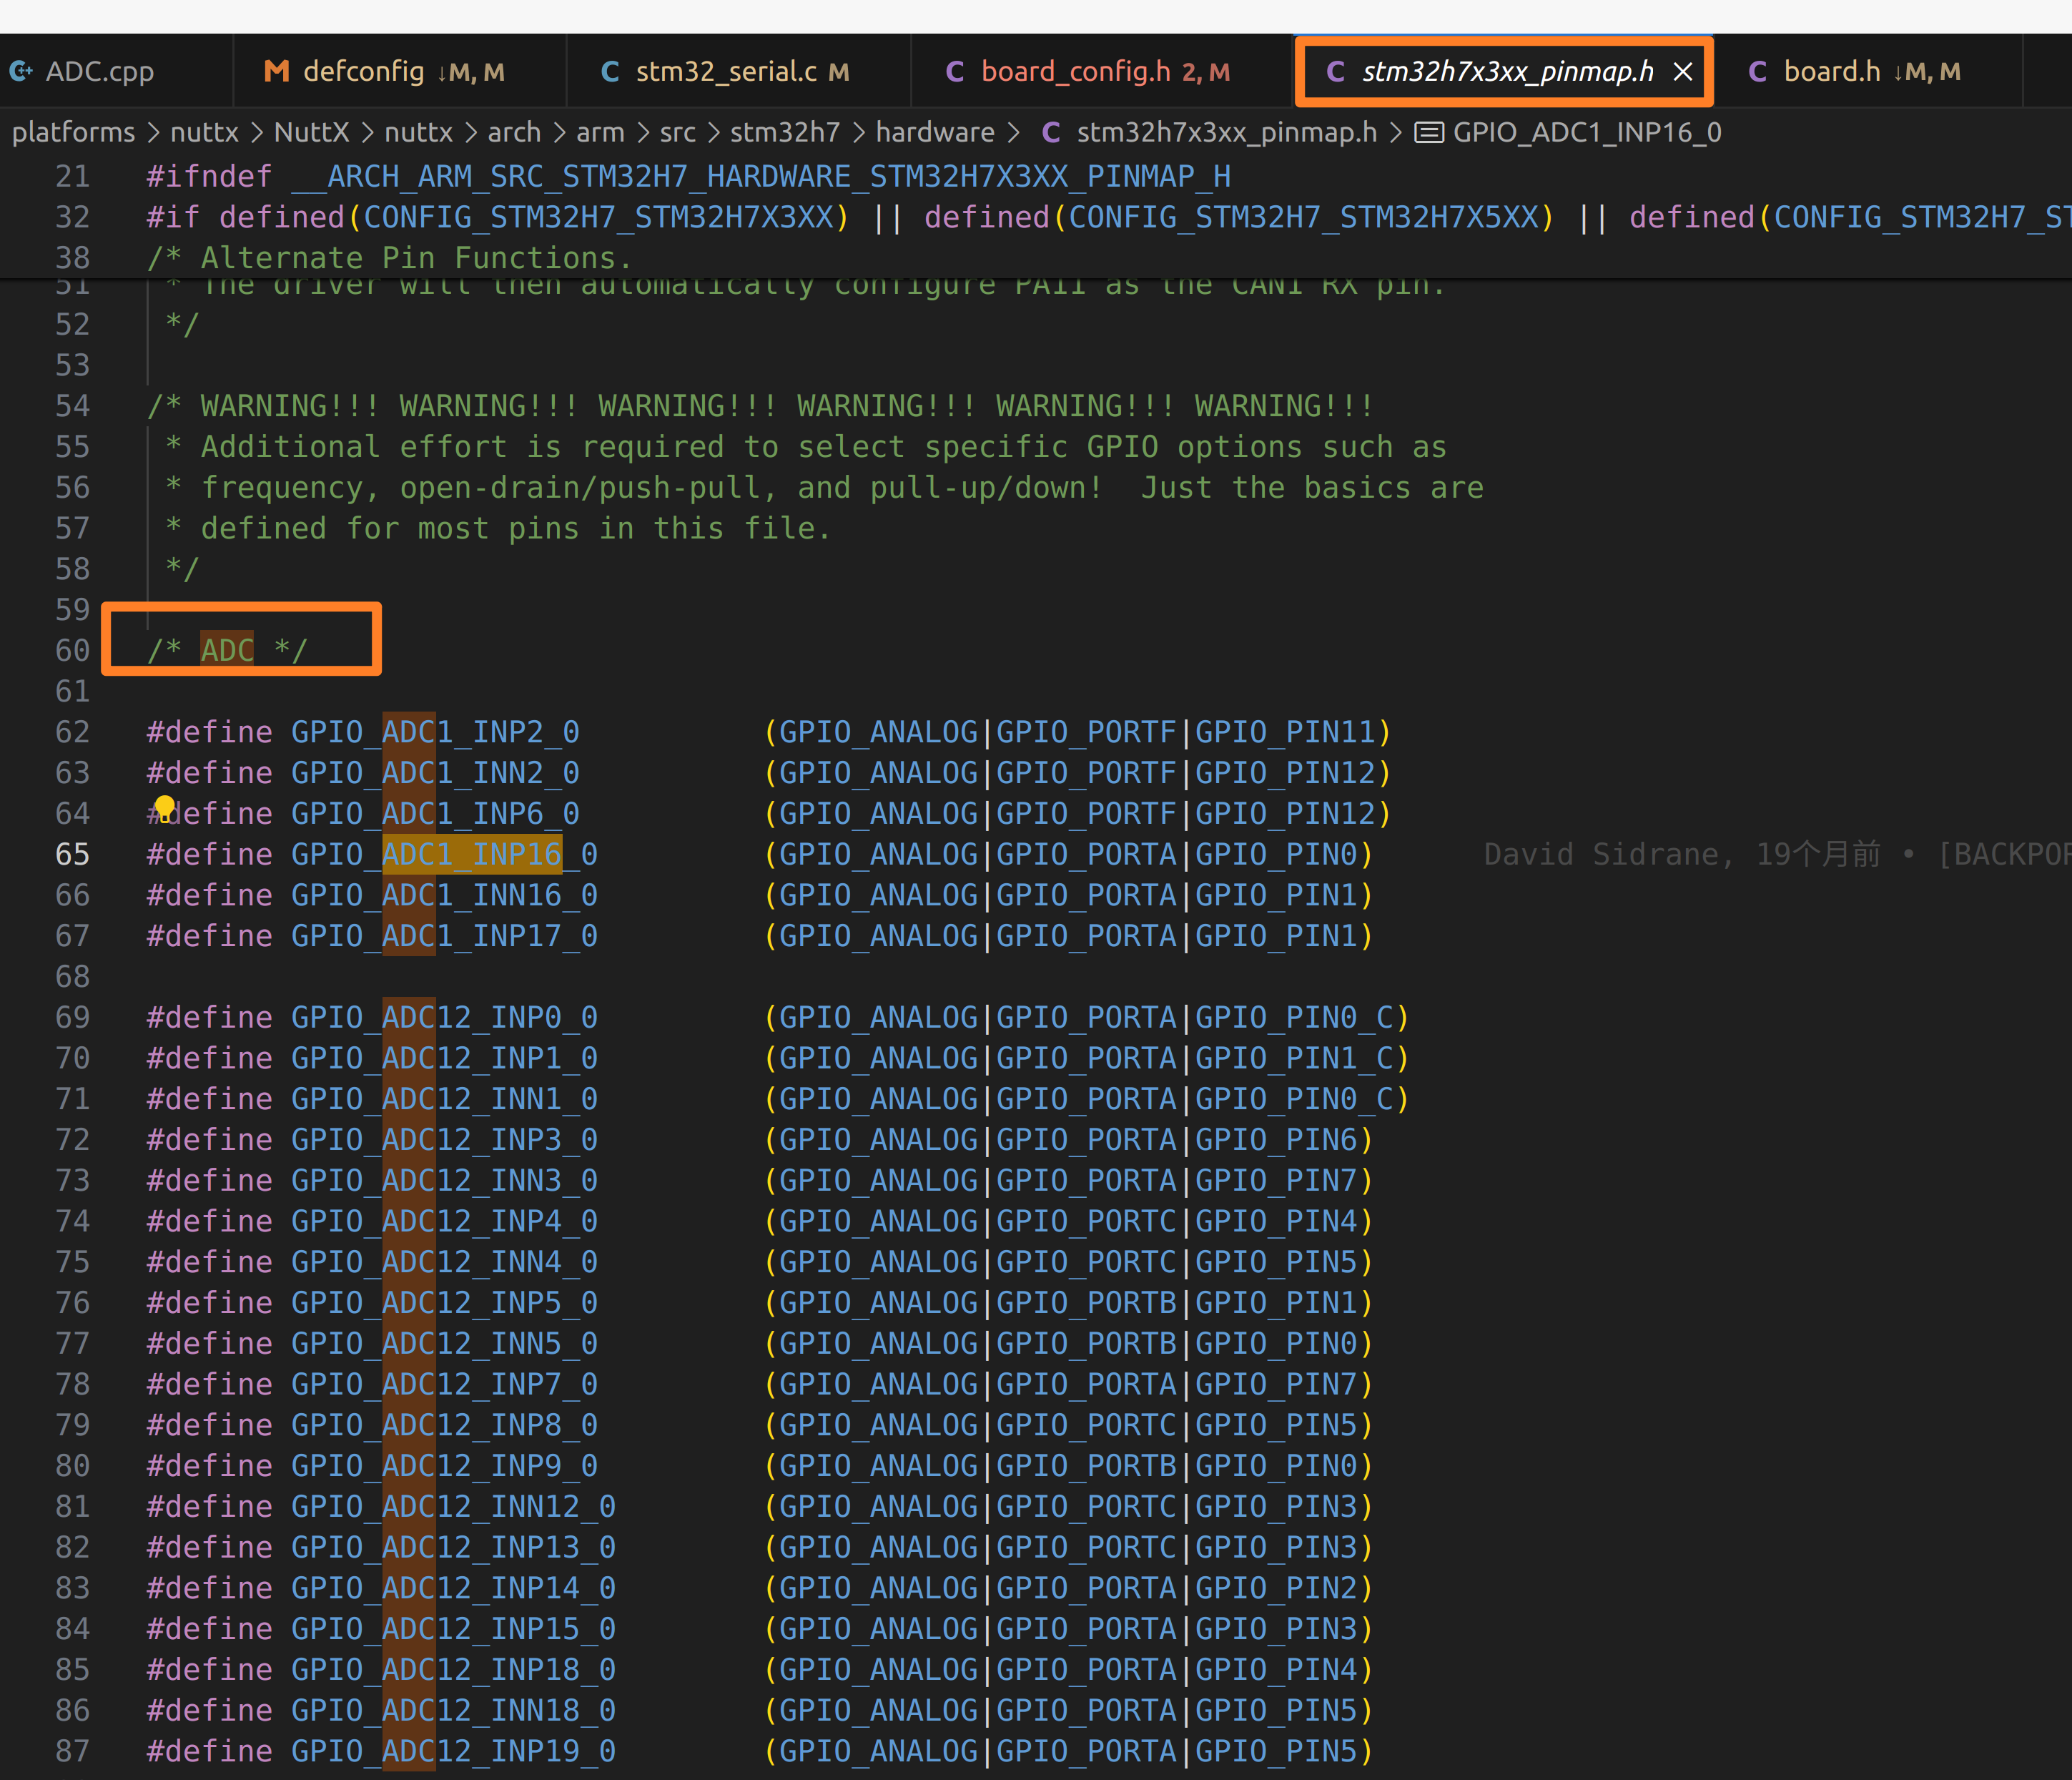 ADC.cpp defconfig ↓M, M stm32_serial.c M board_config.h 2, M stm32h7x3xx_pinmap.h × board.h ↓M, M
platforms > nuttx > NuttX > nuttx > arch > arm > src > stm32h7 > hardware > C stm32h7x3xx_pinmap.h > GPIO_ADC1_INP16_0
21 #ifndef __ARCH_ARM_SRC_STM32H7_HARDWARE_STM32H7X3XX_PINMAP_H
32 #if defined(CONFIG_STM32H7_STM32H7X3XX) || defined(CONFIG_STM32H7_STM32H7X5XX) || defined(CONFIG_STM32H7_ST
38 /* Alternate Pin Functions.
51 * The driver will then automatically configure PA11 as the CAN1 RX pin.
52 */
53
54 /* WARNING!!! WARNING!!! WARNING!!! WARNING!!! WARNING!!! WARNING!!!
55 * Additional effort is required to select specific GPIO options such as
56 * frequency, open-drain/push-pull, and pull-up/down!  Just the basics are
57 * defined for most pins in this file.
58 */
59
60 /* ADC */
61
62 #define GPIO_ADC1_INP2_0 (GPIO_ANALOG|GPIO_PORTF|GPIO_PIN11)
63 #define GPIO_ADC1_INN2_0 (GPIO_ANALOG|GPIO_PORTF|GPIO_PIN12)
64 #define GPIO_ADC1_INP6_0 (GPIO_ANALOG|GPIO_PORTF|GPIO_PIN12)
65 #define GPIO_ADC1_INP16_0 (GPIO_ANALOG|GPIO_PORTA|GPIO_PIN0) David Sidrane, 19个月前 • [BACKPOR
66 #define GPIO_ADC1_INN16_0 (GPIO_ANALOG|GPIO_PORTA|GPIO_PIN1)
67 #define GPIO_ADC1_INP17_0 (GPIO_ANALOG|GPIO_PORTA|GPIO_PIN1)
68
69 #define GPIO_ADC12_INP0_0 (GPIO_ANALOG|GPIO_PORTA|GPIO_PIN0_C)
70 #define GPIO_ADC12_INP1_0 (GPIO_ANALOG|GPIO_PORTA|GPIO_PIN1_C)
71 #define GPIO_ADC12_INN1_0 (GPIO_ANALOG|GPIO_PORTA|GPIO_PIN0_C)
72 #define GPIO_ADC12_INP3_0 (GPIO_ANALOG|GPIO_PORTA|GPIO_PIN6)
73 #define GPIO_ADC12_INN3_0 (GPIO_ANALOG|GPIO_PORTA|GPIO_PIN7)
74 #define GPIO_ADC12_INP4_0 (GPIO_ANALOG|GPIO_PORTC|GPIO_PIN4)
75 #define GPIO_ADC12_INN4_0 (GPIO_ANALOG|GPIO_PORTC|GPIO_PIN5)
76 #define GPIO_ADC12_INP5_0 (GPIO_ANALOG|GPIO_PORTB|GPIO_PIN1)
77 #define GPIO_ADC12_INN5_0 (GPIO_ANALOG|GPIO_PORTB|GPIO_PIN0)
78 #define GPIO_ADC12_INP7_0 (GPIO_ANALOG|GPIO_PORTA|GPIO_PIN7)
79 #define GPIO_ADC12_INP8_0 (GPIO_ANALOG|GPIO_PORTC|GPIO_PIN5)
80 #define GPIO_ADC12_INP9_0 (GPIO_ANALOG|GPIO_PORTB|GPIO_PIN0)
81 #define GPIO_ADC12_INN12_0 (GPIO_ANALOG|GPIO_PORTC|GPIO_PIN3)
82 #define GPIO_ADC12_INP13_0 (GPIO_ANALOG|GPIO_PORTC|GPIO_PIN3)
83 #define GPIO_ADC12_INP14_0 (GPIO_ANALOG|GPIO_PORTA|GPIO_PIN2)
84 #define GPIO_ADC12_INP15_0 (GPIO_ANALOG|GPIO_PORTA|GPIO_PIN3)
85 #define GPIO_ADC12_INP18_0 (GPIO_ANALOG|GPIO_PORTA|GPIO_PIN4)
86 #define GPIO_ADC12_INN18_0 (GPIO_ANALOG|GPIO_PORTA|GPIO_PIN5)
87 #define GPIO_ADC12_INP19_0 (GPIO_ANALOG|GPIO_PORTA|GPIO_PIN5)